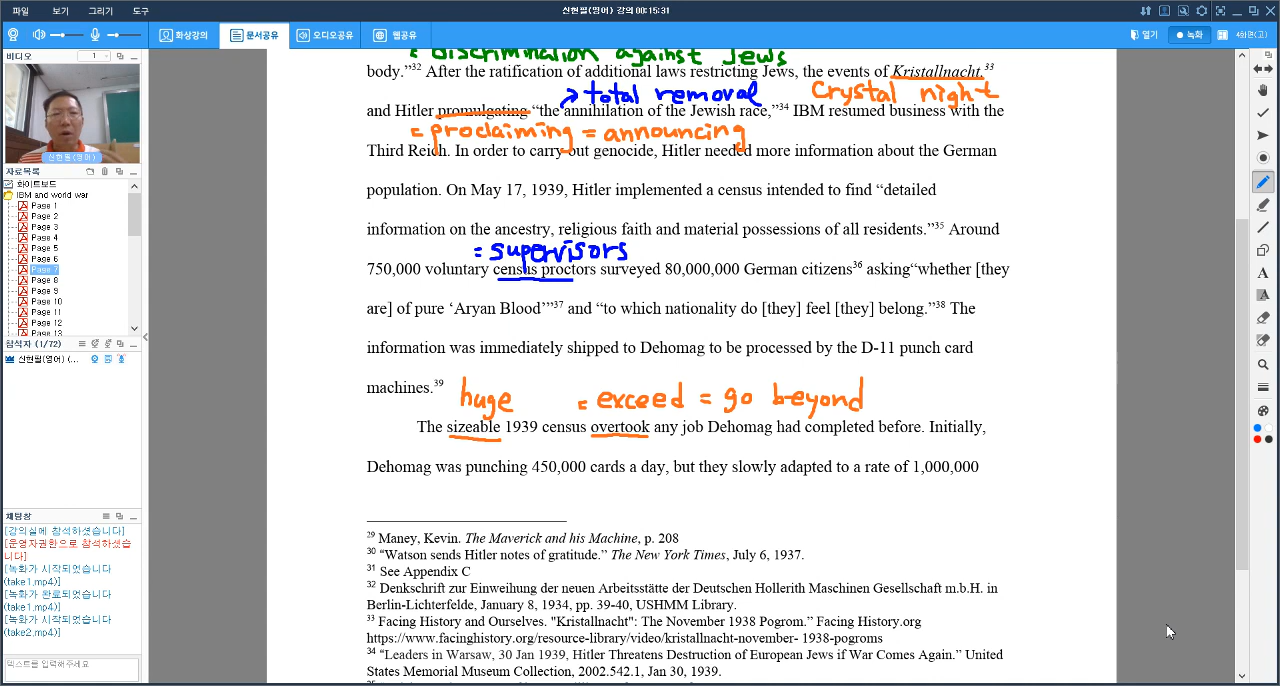 파일 보기 그리기 도구
신현필(영어) 강의 00:15:31
화상강의 문서공유 오디오공유 웹공유
열기 녹화 4화면(고)
비디오
1
신현필(영어)
자료목록
화이트보드
IBM and world war
Page 1
Page 2
Page 3
Page 4
Page 5
Page 6
Page 7
Page 8
Page 9
Page 10
Page 11
Page 12
Page 13
참석자 (1/72)
신현필(영어) (...
채팅창
[강의실에 참석하셨습니다]
[운영자권한으로 참석하셨습
니다]
[녹화가 시작되었습니다
(take1.mp4)]
[녹화가 완료되었습니다
(take1.mp4)]
[녹화가 시작되었습니다
(take2.mp4)]
텍스트를 입력해주세요
= Discrimination against Jews
body.”32 After the ratification of additional laws restricting Jews, the events of Kristallnacht,33
→ total removal Crystal night
and Hitler promulgating “the annihilation of the Jewish race,”34 IBM resumed business with the
= proclaiming = announcing
Third Reich. In order to carry out genocide, Hitler needed more information about the German
population. On May 17, 1939, Hitler implemented a census intended to find “detailed
information on the ancestry, religious faith and material possessions of all residents.”35 Around
= supervisors
750,000 voluntary census proctors surveyed 80,000,000 German citizens36 asking“whether [they
are] of pure ‘Aryan Blood’”37 and “to which nationality do [they] feel [they] belong.”38 The
information was immediately shipped to Dehomag to be processed by the D-11 punch card
machines.39
huge = exceed = go beyond
The sizeable 1939 census overtook any job Dehomag had completed before. Initially,
Dehomag was punching 450,000 cards a day, but they slowly adapted to a rate of 1,000,000
29 Maney, Kevin. The Maverick and his Machine, p. 208
30 “Watson sends Hitler notes of gratitude.” The New York Times, July 6, 1937.
31 See Appendix C
32 Denkschrift zur Einweihung der neuen Arbeitsstätte der Deutschen Hollerith Maschinen Gesellschaft m.b.H. in
Berlin-Lichterfelde, January 8, 1934, pp. 39-40, USHMM Library.
33 Facing History and Ourselves. "Kristallnacht": The November 1938 Pogrom.” Facing History.org
https://www.facinghistory.org/resource-library/video/kristallnacht-november- 1938-pogroms
34 “Leaders in Warsaw, 30 Jan 1939, Hitler Threatens Destruction of European Jews if War Comes Again.” United
States Memorial Museum Collection, 2002.542.1, Jan 30, 1939.